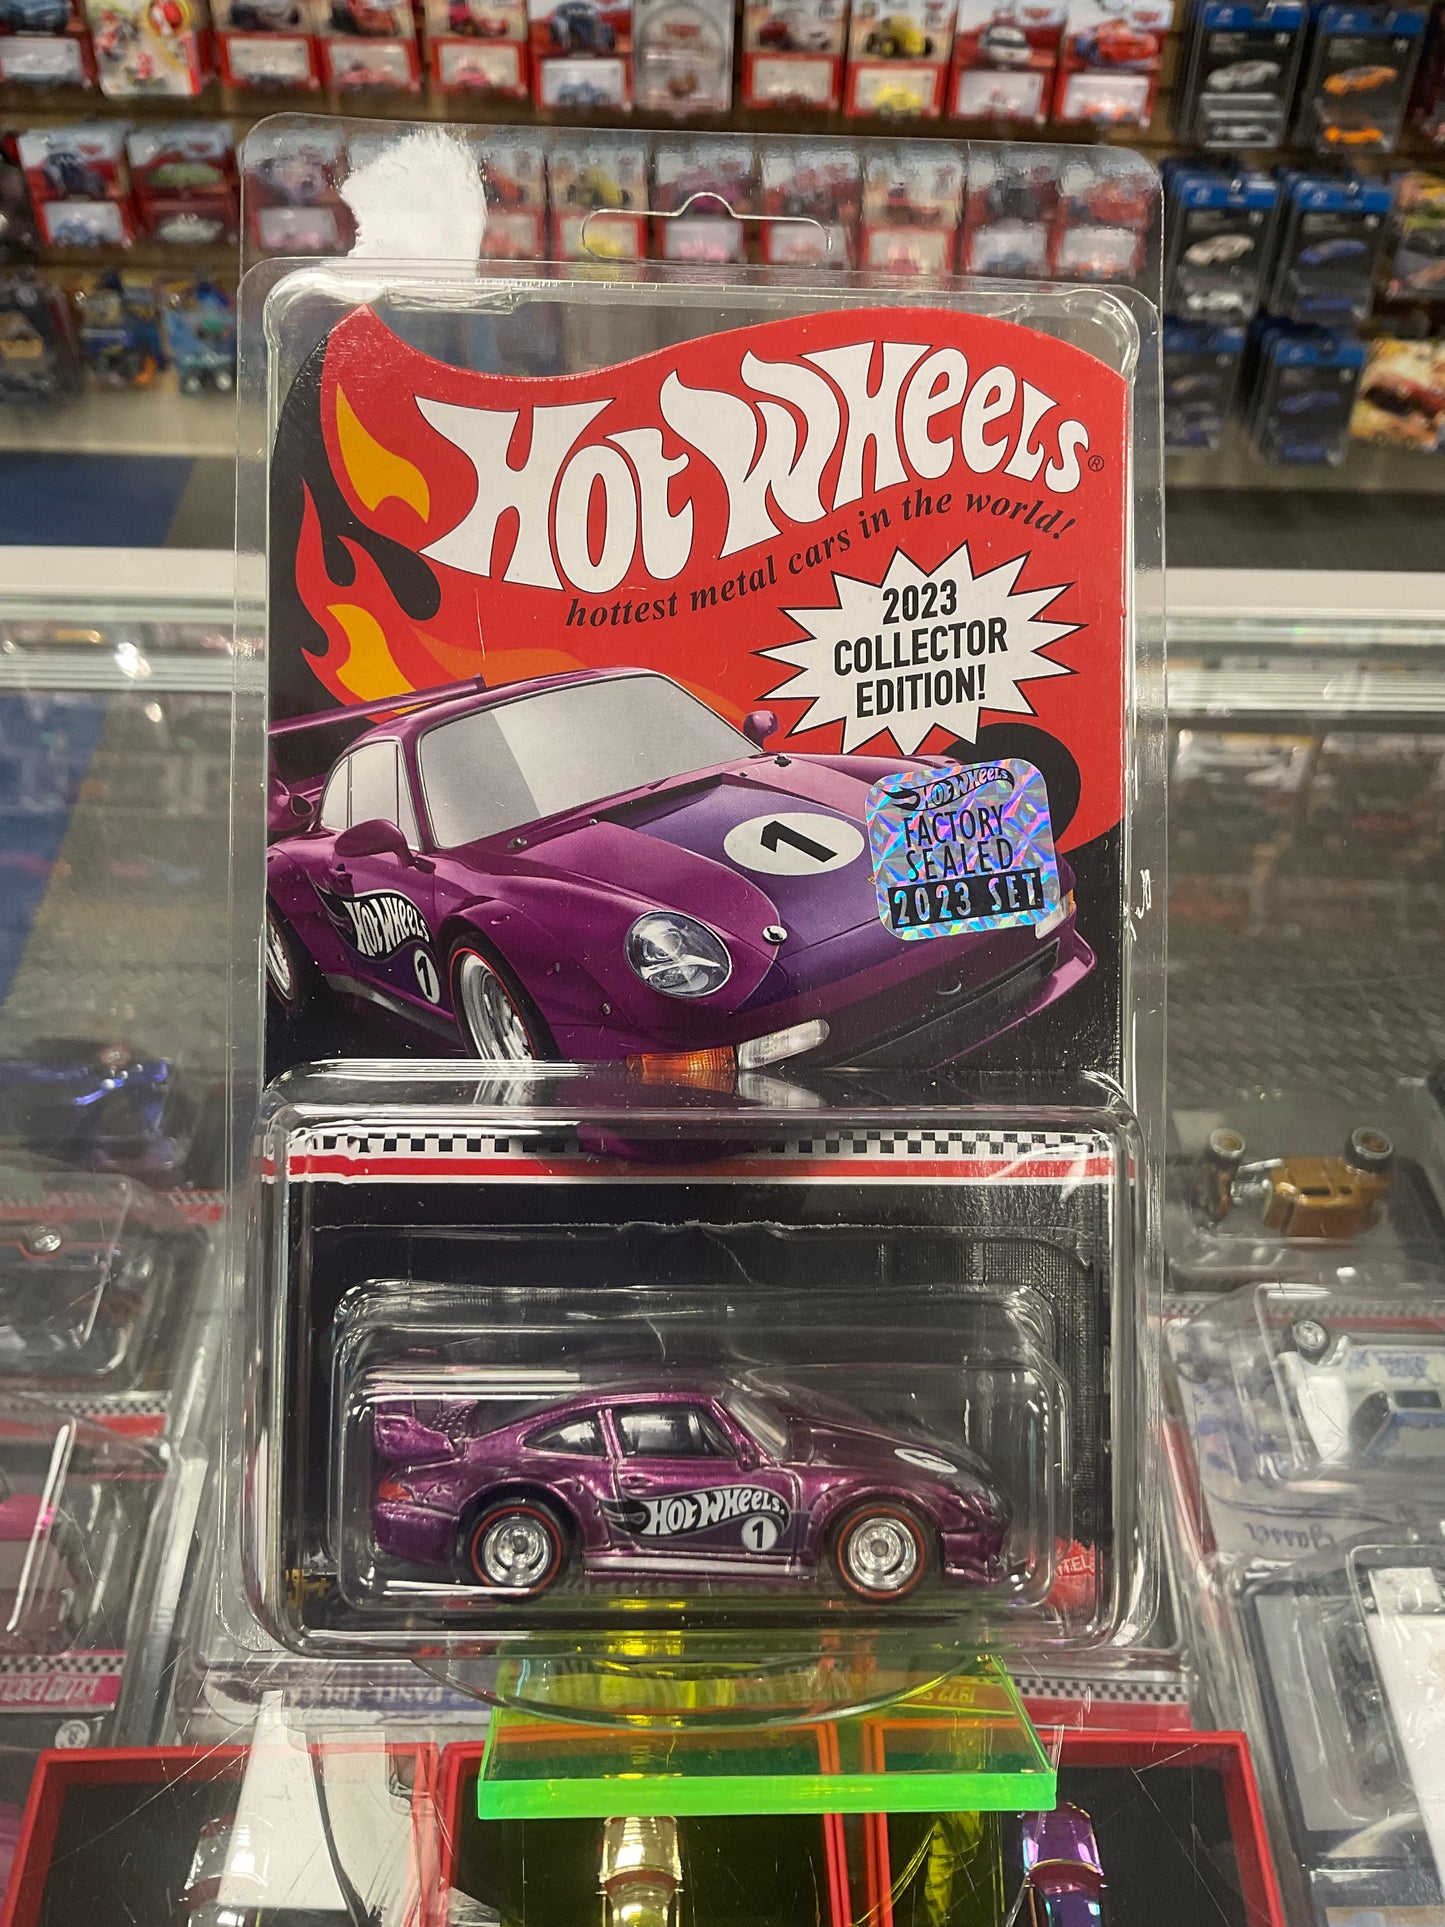 HOT WHEELS®
hottest metal cars in the world!
2023
COLLECTOR
EDITION!
1
HOT WHEELS
FACTORY
SEALED
2023 SET
HOT WHEELS
1
HOT WHEELS
1